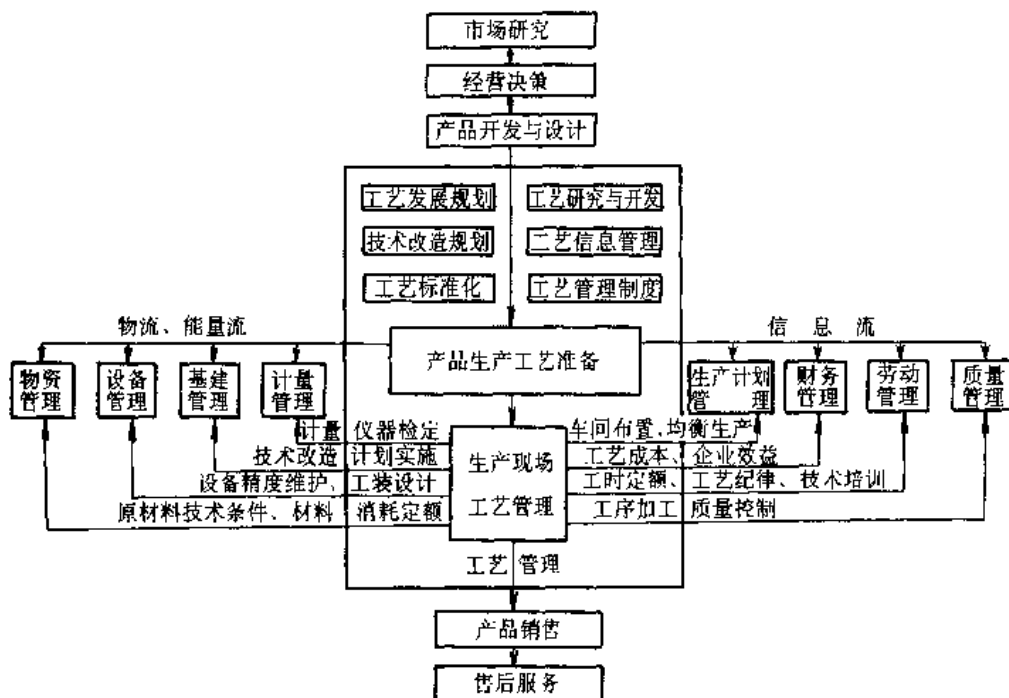 市场研究
经营决策
产品开发与设计
工艺发展规划
工艺研究与开发
技术改造规划
工艺信息管理
工艺标准化
工艺管理制度
物流、能量流
信息流
产品生产工艺准备
物资
管理
设备
管理
基建
管理
计量
管理
生产计划
管理
财务
管理
劳动
管理
质量
管理
生产现场
工艺管理
计量仪器检定
车间布置,均衡生产
技术改造计划实施
工艺成本、企业效益
设备精度维护、工装设计
工时定额、工艺纪律、技术培训
原材料技术条件、材料消耗定额
工序加工质量控制
工艺管理
产品销售
售后服务